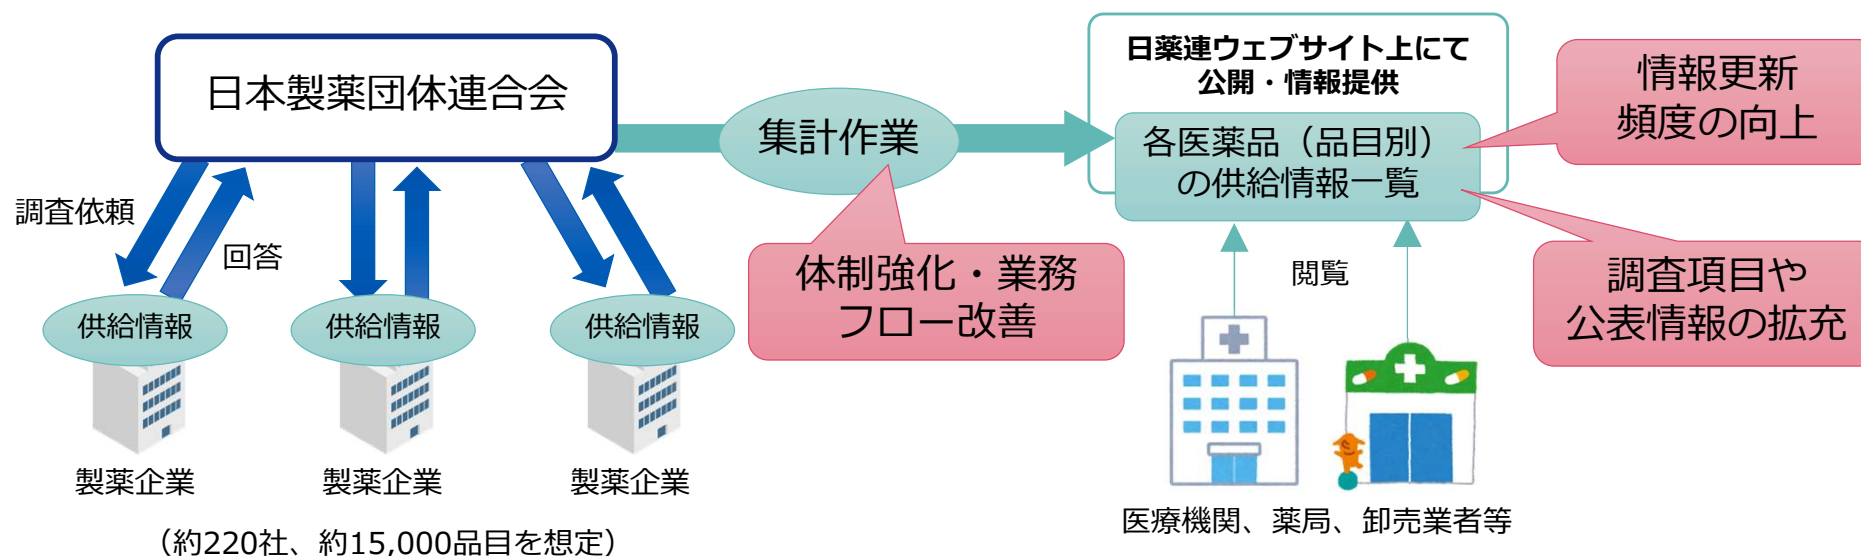 日本製薬団体連合会
調査依頼
回答
供給情報
供給情報
供給情報
製薬企業
製薬企業
製薬企業
（約220社、約15,000品目を想定）
集計作業
体制強化・業務
フロー改善
日薬連ウェブサイト上にて
公開・情報提供
各医薬品（品目別）
の供給情報一覧
情報更新
頻度の向上
調査項目や
公表情報の拡充
閲覧
医療機関、薬局、卸売業者等